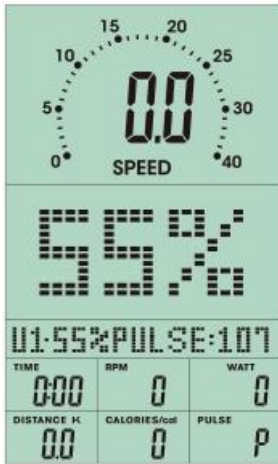 15 20
10 25
5 30
0 40
0.0
SPEED
55%
U1:55%PULSE:107
TIME RPM WATT
0:00 0 0
DISTANCE K CALORIES/cal PULSE
0.0 0 P